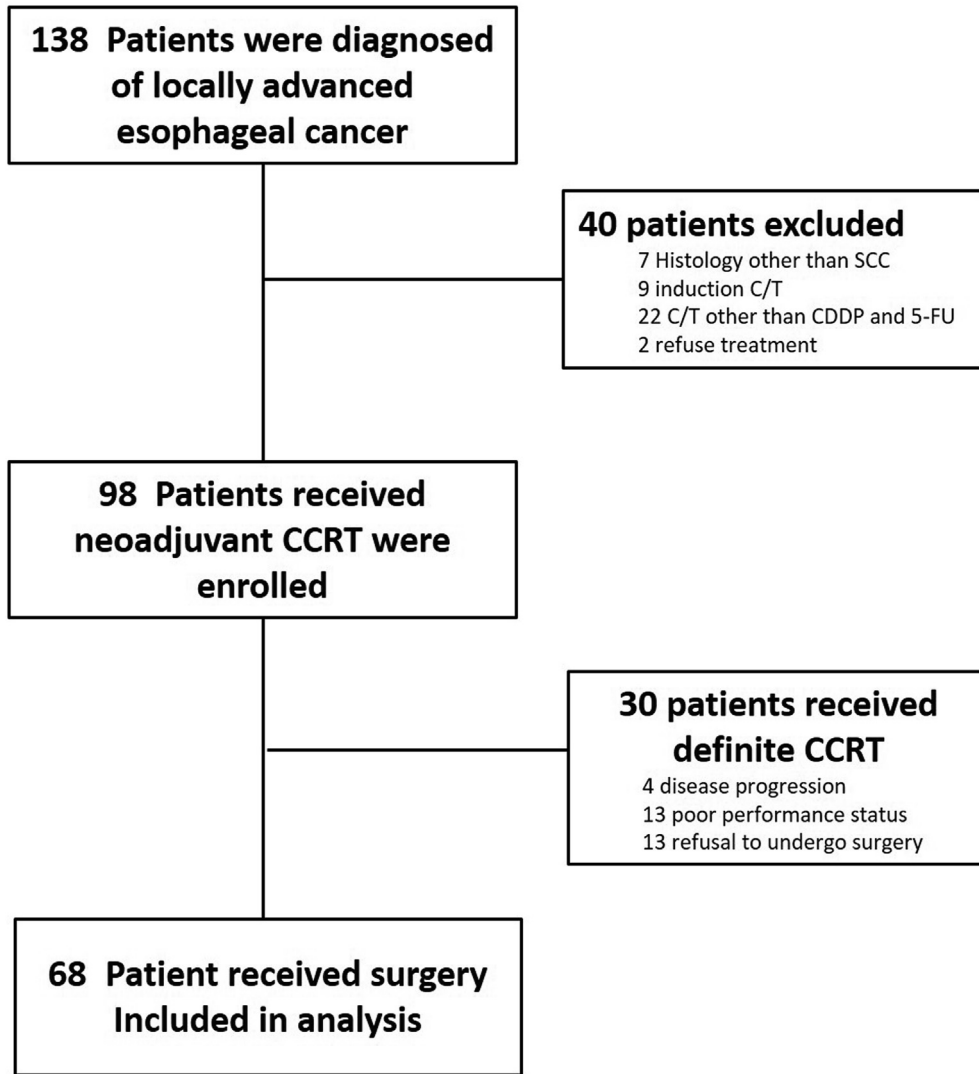 138 Patients were diagnosed
of locally advanced
esophageal cancer
40 patients excluded
7 Histology other than SCC
9 induction C/T
22 C/T other than CDDP and 5-FU
2 refuse treatment
98 Patients received
neoadjuvant CCRT were
enrolled
30 patients received
definite CCRT
4 disease progression
13 poor performance status
13 refusal to undergo surgery
68 Patient received surgery
Included in analysis